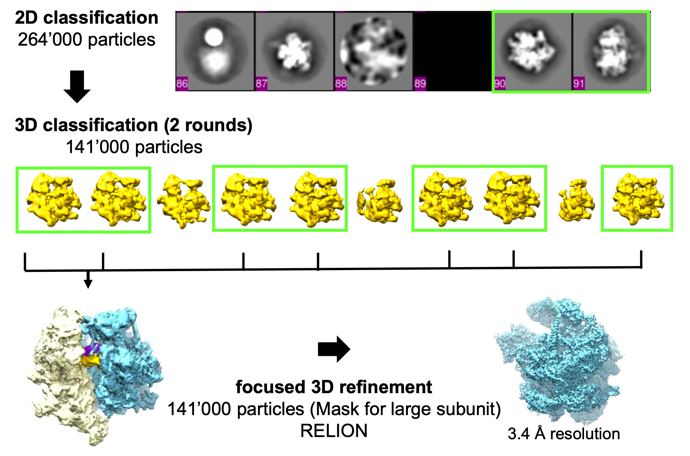 2D classification
264’000 particles
86 87 88 89 90 91
3D classification (2 rounds)
141’000 particles
focused 3D refinement
141’000 particles (Mask for large subunit)
RELION
3.4 Å resolution